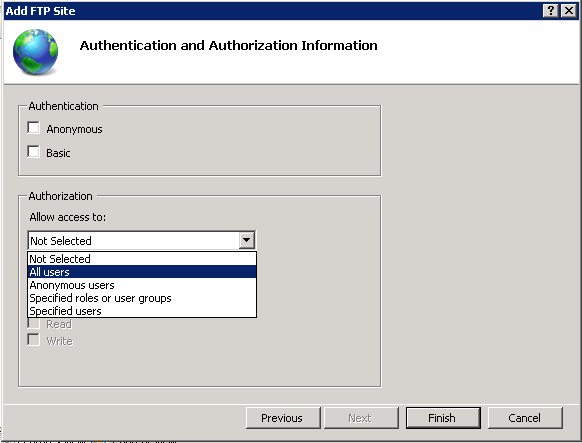 Add FTP Site
Authentication and Authorization Information
Authentication
Anonymous
Basic
Authorization
Allow access to:
Not Selected
Not Selected
All users
Anonymous users
Specified roles or user groups
Specified users
Read
Write
Previous
Next
Finish
Cancel